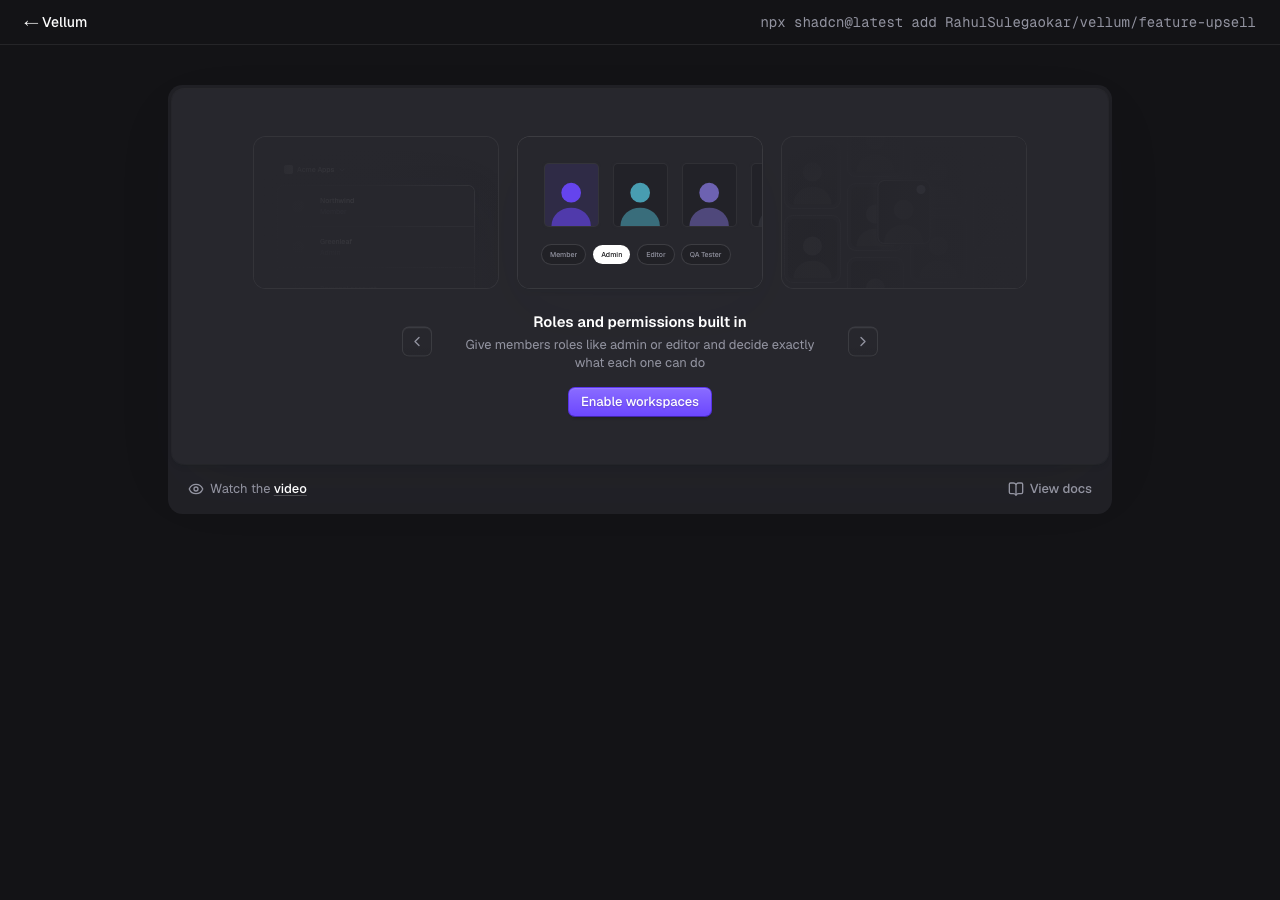 ← Vellum
npx shadcn@latest add RahulSulegaokar/vellum/feature-upsell
Member
Admin
Editor
QA Tester
Roles and permissions built in
Give members roles like admin or editor and decide exactly
what each one can do
Enable workspaces
Watch the video
View docs